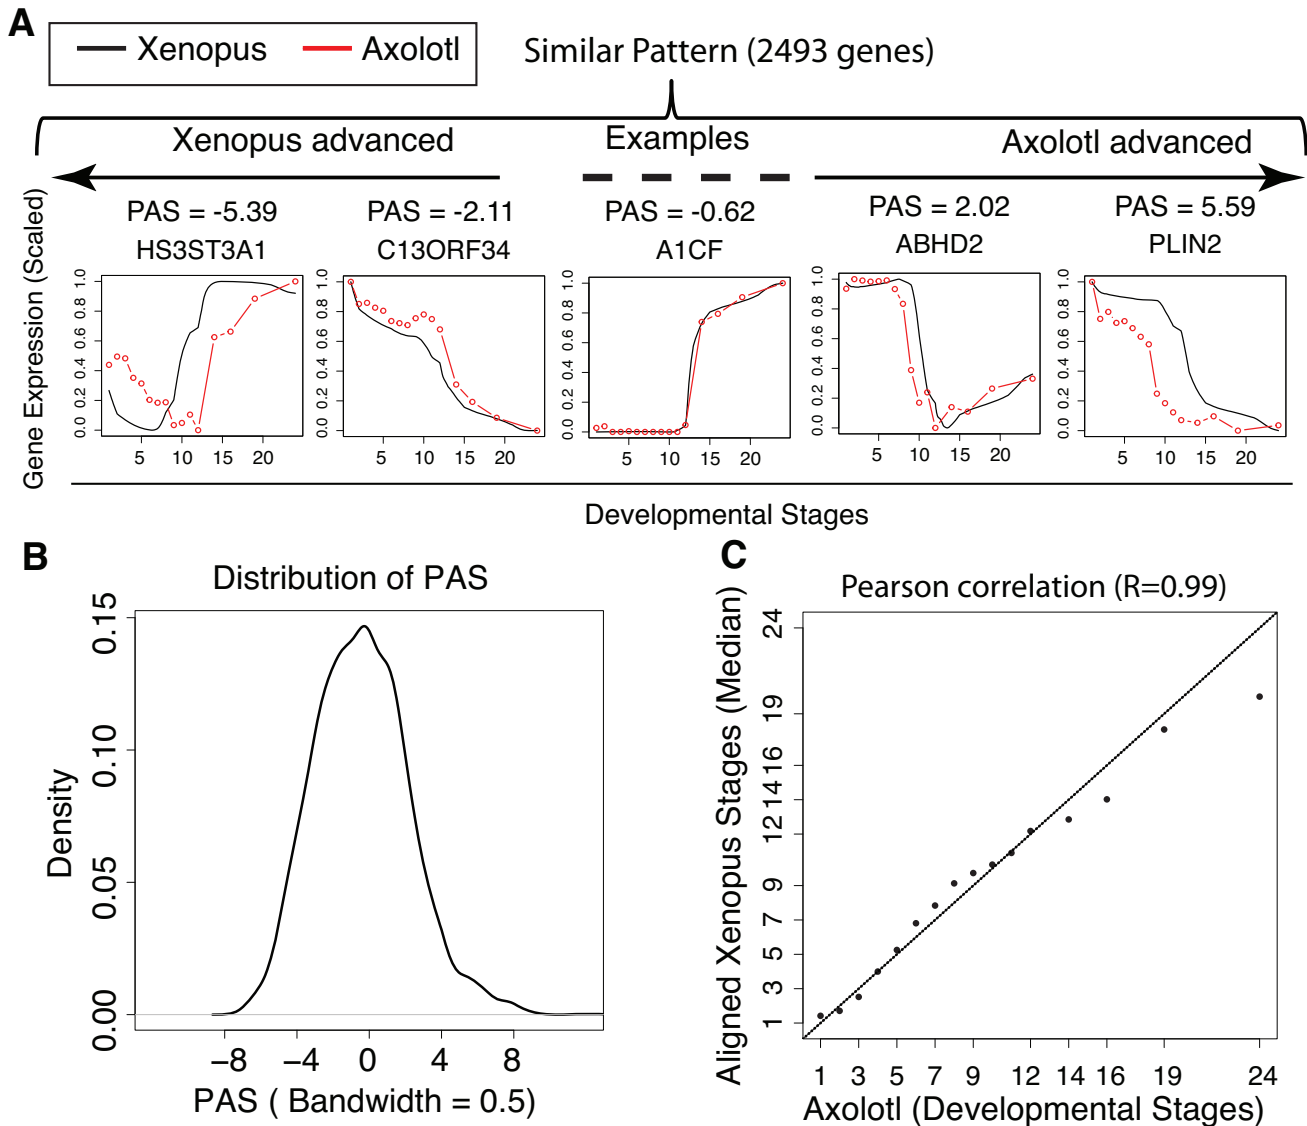 A
Xenopus Axolotl
Similar Pattern (2493 genes)
Xenopus advanced Examples Axolotl advanced
PAS = -5.39 PAS = -2.11 PAS = -0.62 PAS = 2.02 PAS = 5.59
HS3ST3A1 C13ORF34 A1CF ABHD2 PLIN2
Gene Expression (Scaled)
0.0 0.2 0.4 0.6 0.8 1.0
0.0 0.2 0.4 0.6 0.8 1.0
0.0 0.2 0.4 0.6 0.8 1.0
0.0 0.2 0.4 0.6 0.8 1.0
0.0 0.2 0.4 0.6 0.8 1.0
5 10 15 20 5 10 15 20 5 10 15 20 5 10 15 20 5 10 15 20
Developmental Stages
B
Distribution of PAS
Density
0.00 0.05 0.10 0.15
−8 −4 0 4 8
PAS ( Bandwidth = 0.5)
C
Pearson correlation (R=0.99)
Aligned Xenopus Stages (Median)
1 3 5 7 9 12 14 16 19 24
1 3 5 7 9 12 14 16 19 24
Axolotl (Developmental Stages)